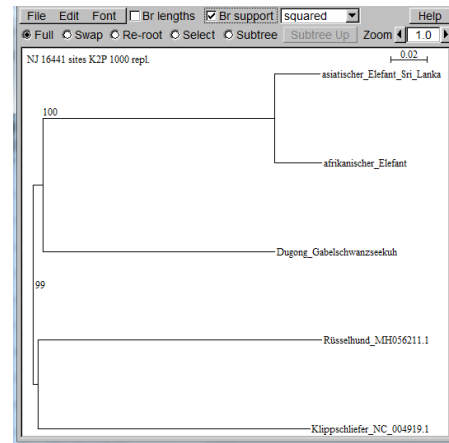 File Edit Font Br lengths Br support squared Help
Full Swap Re-root Select Subtree Subtree Up Zoom 1.0
NJ 16441 sites K2P 1000 repl. 0.02
asiatischer_Elefant_Sri_Lanka
100
afrikanischer_Elefant
Dugong_Gabelschwanzseekuh
99
Rüsselhund_MH056211.1
Klippschliefer_NC_004919.1